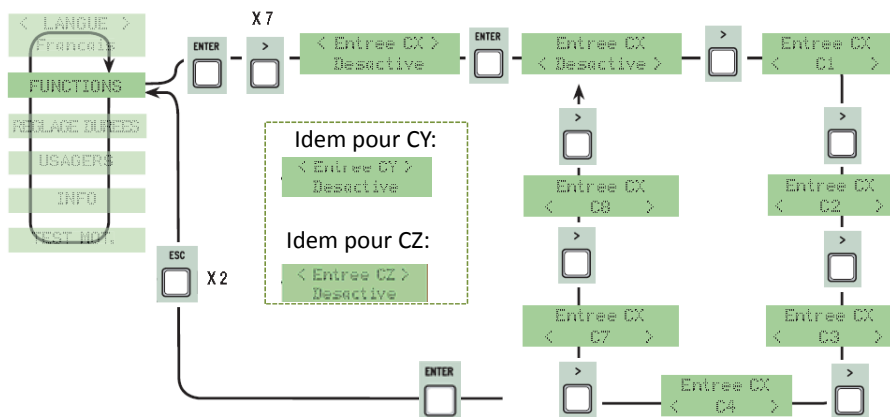 < LANGUE >
Francais
FUNCTIONS
REGLAGE DUREES
USAGERS
INFO
TEST MOT.
ENTER
X 7
>
< Entree CX >
Desactive
ENTER
Entree CX
< Desactive >
>
Entree CX
< C1 >
>
Entree CX
< C2 >
>
Entree CX
< C3 >
>
Entree CX
< C4 >
>
Entree CX
< C7 >
>
Entree CX
< C8 >
>
Idem pour CY:
< Entree CY >
Desactive
Idem pour CZ:
< Entree CZ >
Desactive
ESC
X 2
ENTER